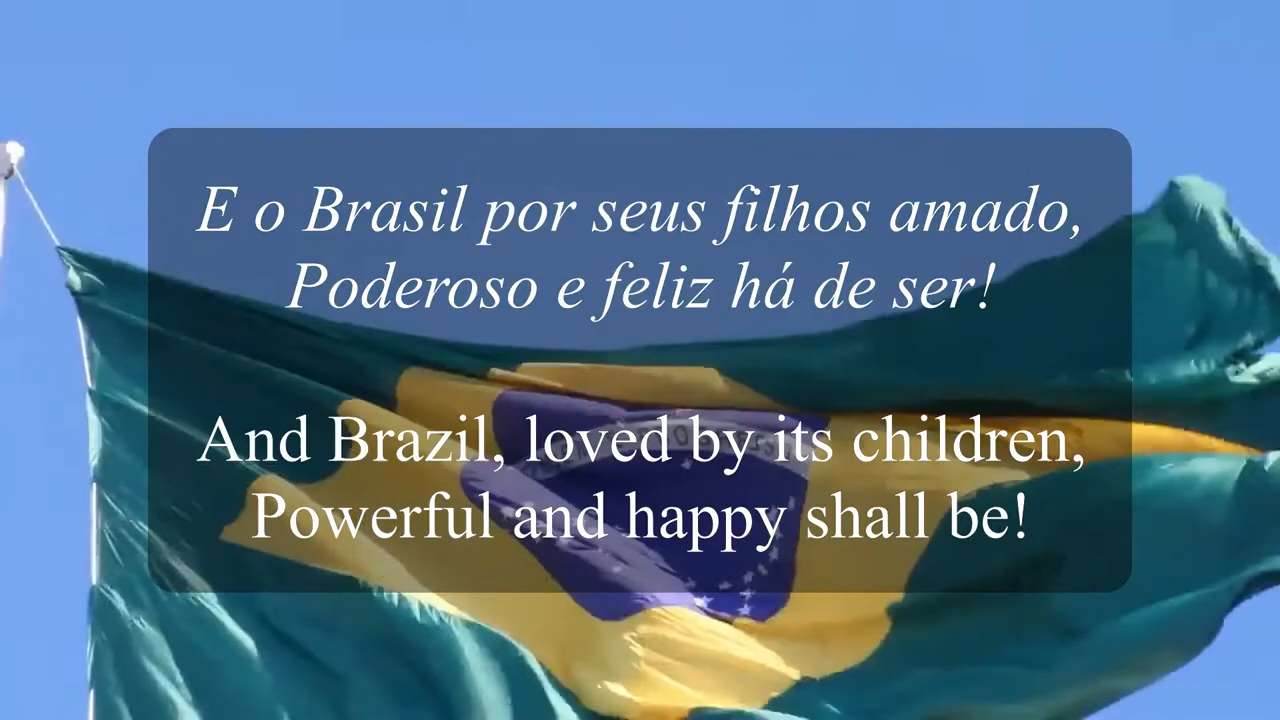 E o Brasil por seus filhos amado,
Poderoso e feliz há de ser!
And Brazil, loved by its children,
Powerful and happy shall be!